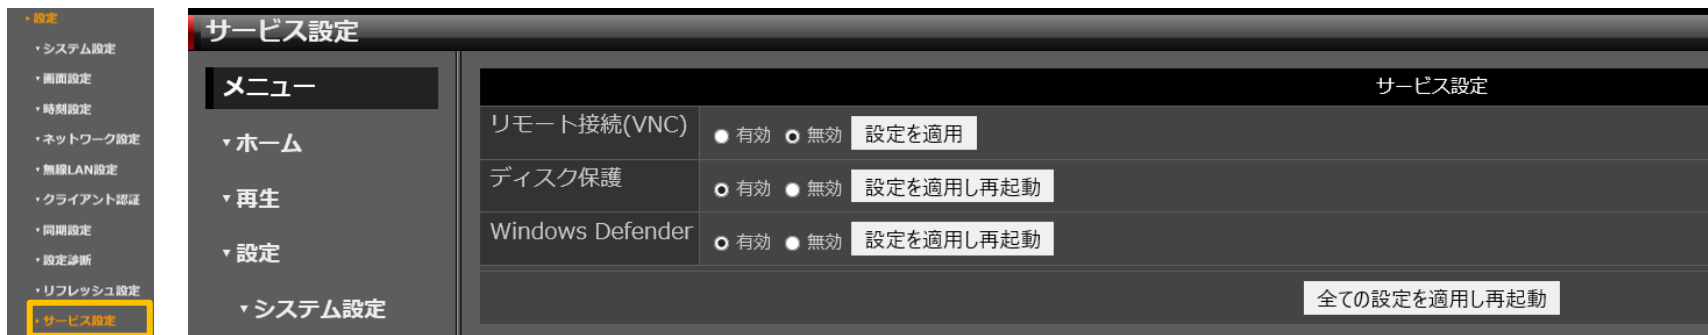 設定
システム設定
画面設定
時刻設定
ネットワーク設定
無線LAN設定
クライアント認証
同期設定
設定診断
リフレッシュ設定
サービス設定
サービス設定
メニュー
ホーム
再生
設定
システム設定
サービス設定
リモート接続(VNC) 有効 無効 設定を適用
ディスク保護 有効 無効 設定を適用し再起動
Windows Defender 有効 無効 設定を適用し再起動
全ての設定を適用し再起動